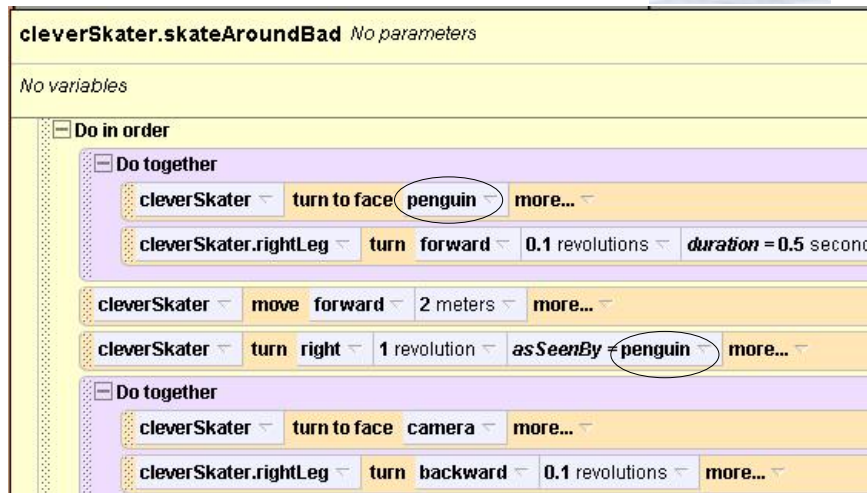 cleverSkater.skateAroundBad No parameters
No variables
Do in order
Do together
cleverSkater turn to face penguin more...
cleverSkater.rightLeg turn forward 0.1 revolutions duration = 0.5 second
cleverSkater move forward 2 meters more...
cleverSkater turn right 1 revolution asSeenBy = penguin more...
Do together
cleverSkater turn to face camera more...
cleverSkater.rightLeg turn backward 0.1 revolutions more...